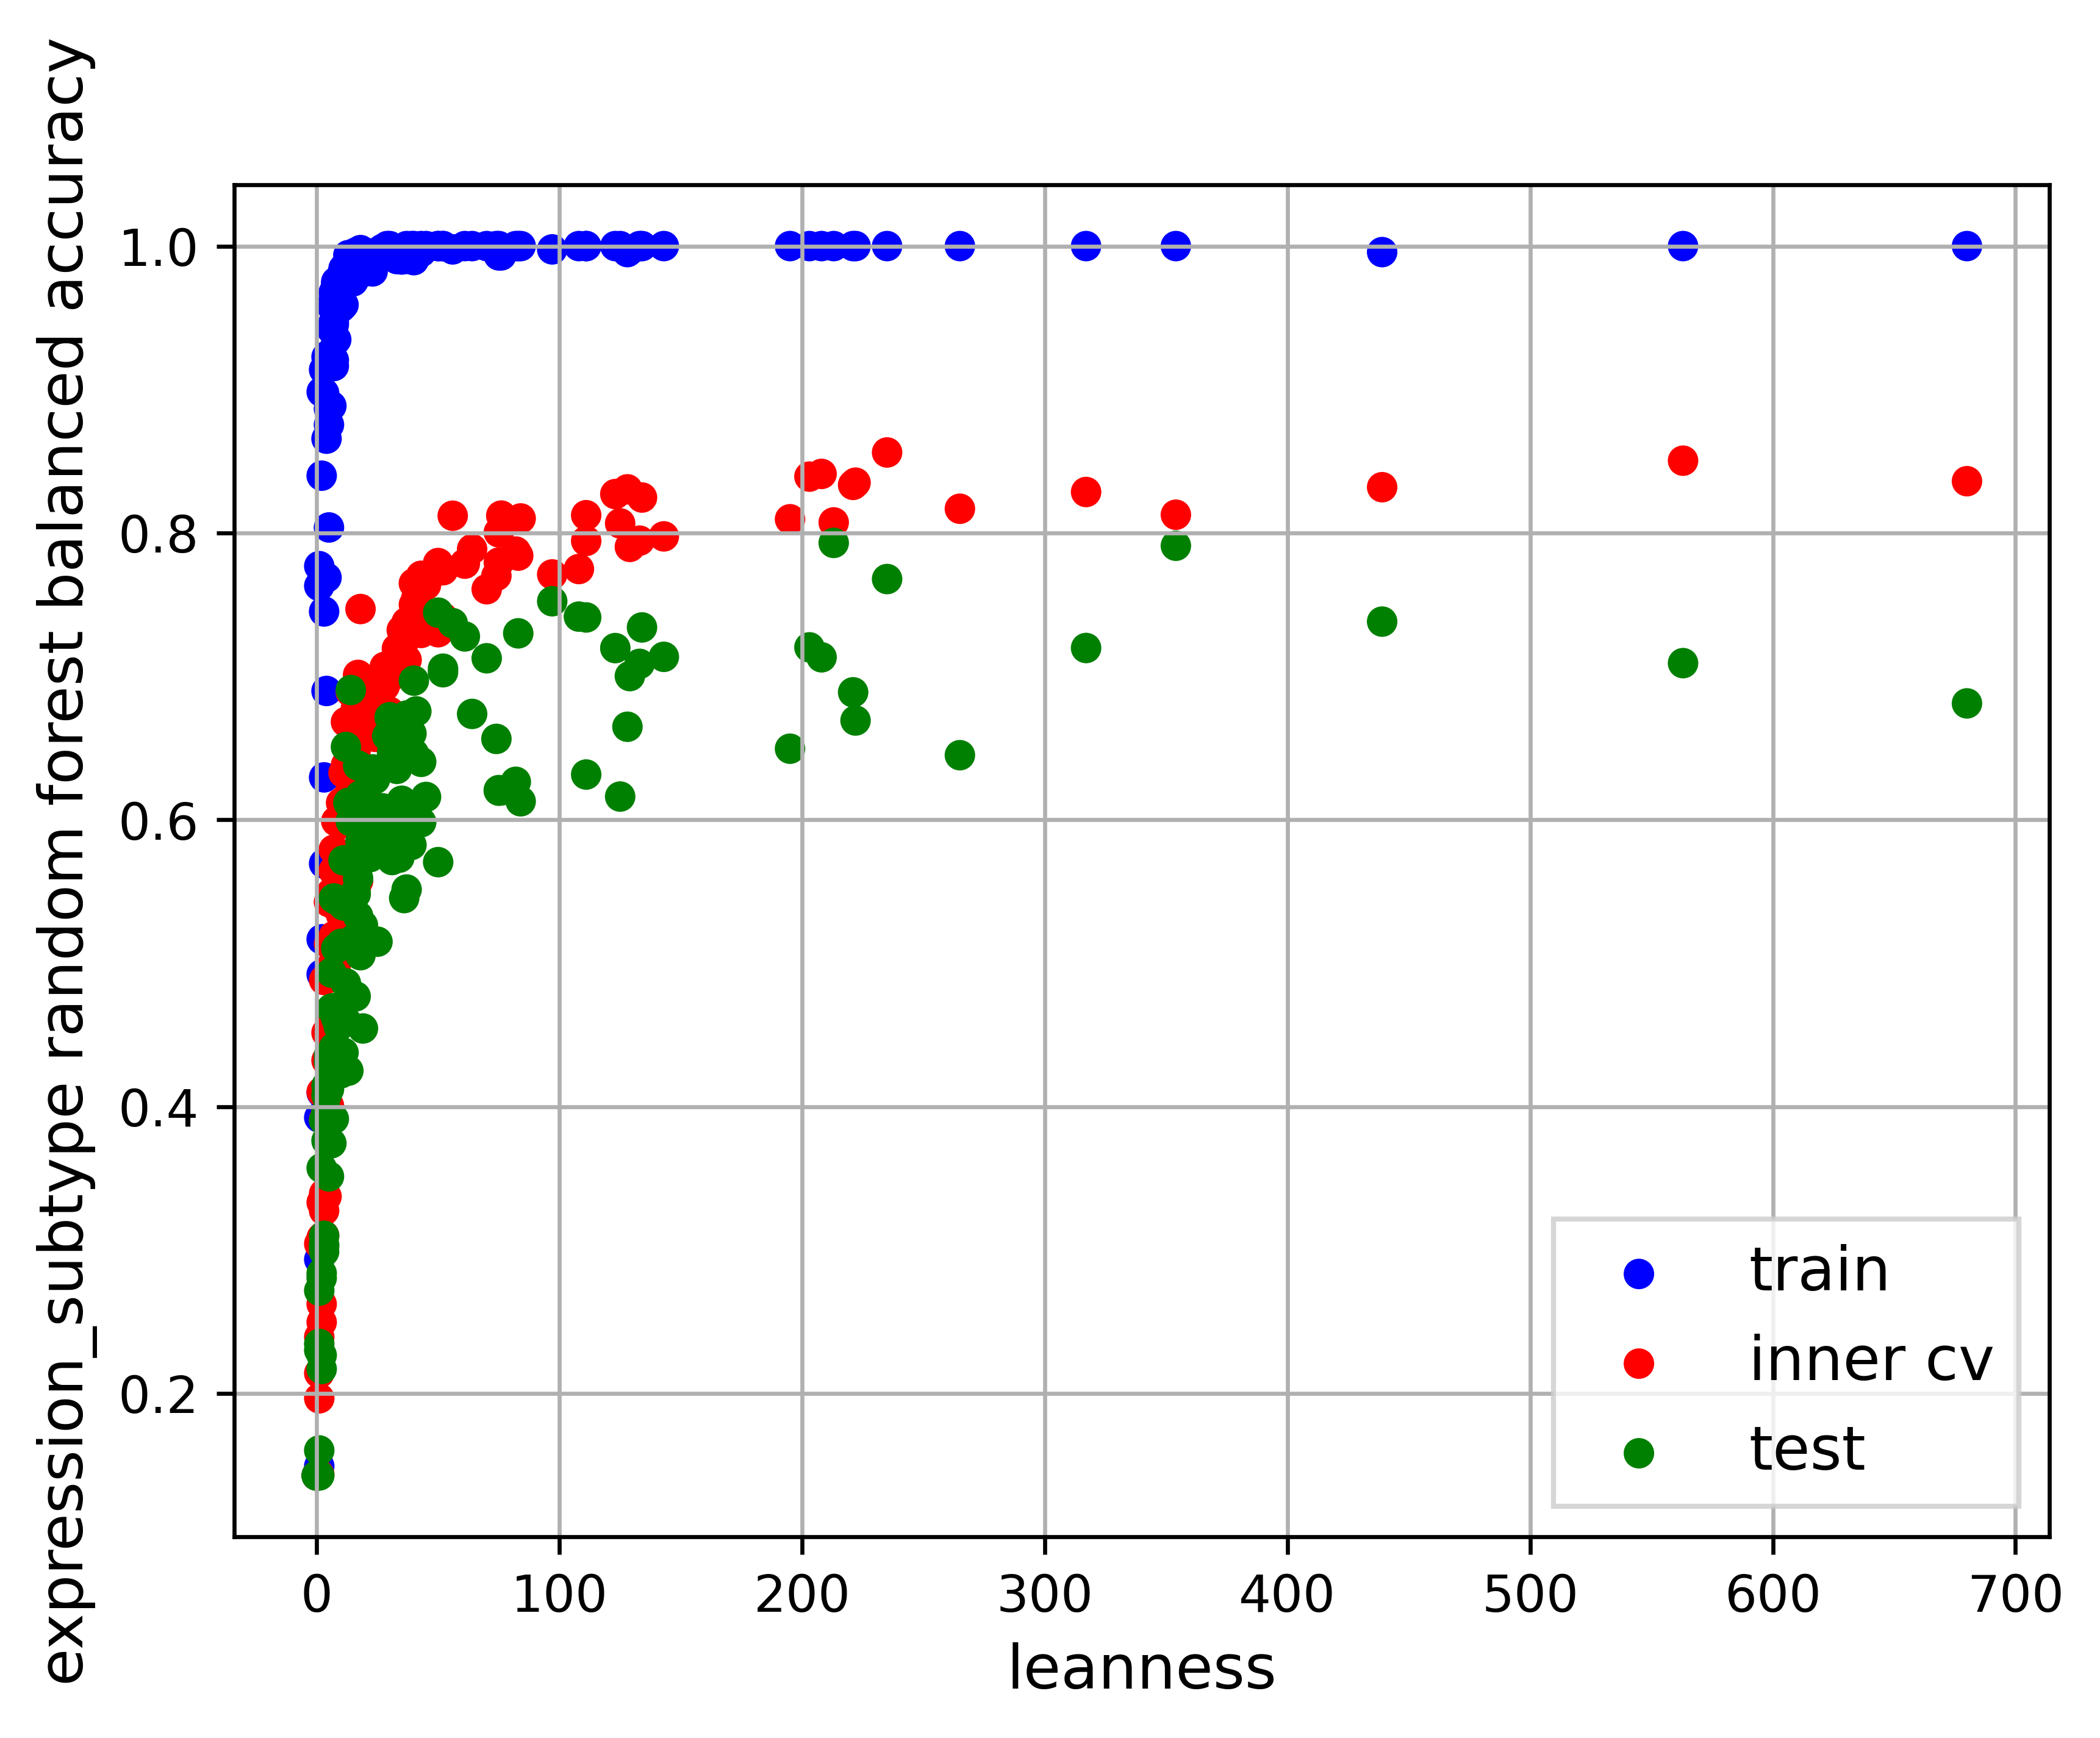 expression_subtype random forest balanced accuracy
1.0
0.8
0.6
0.4
0.2
0 100 200 300 400 500 600 700
leanness
train
inner cv
test